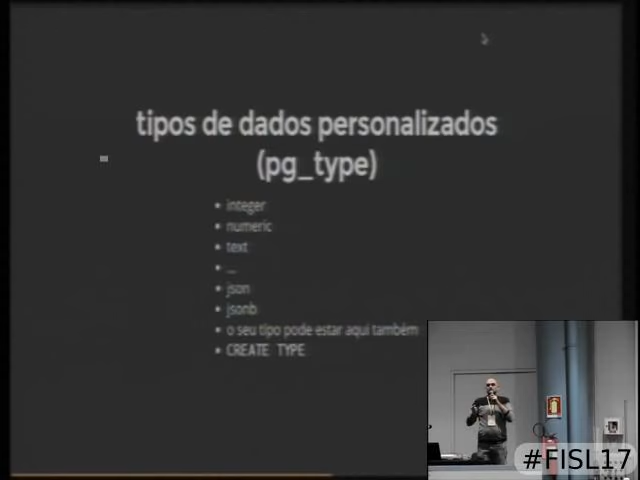 tipos de dados personalizados
(pg_type)
• integer
• numeric
• text
• ...
• json
• jsonb
• o seu tipo pode estar aqui também
• CREATE TYPE
#FISL17